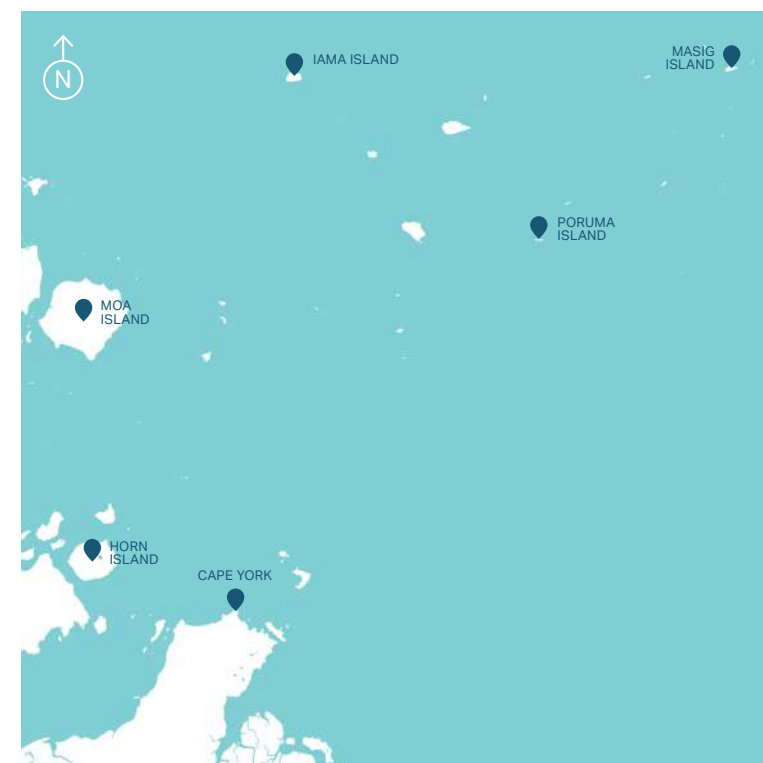 N
IAMA ISLAND
MASIG
ISLAND
PORUMA
ISLAND
MOA
ISLAND
HORN
ISLAND
CAPE YORK